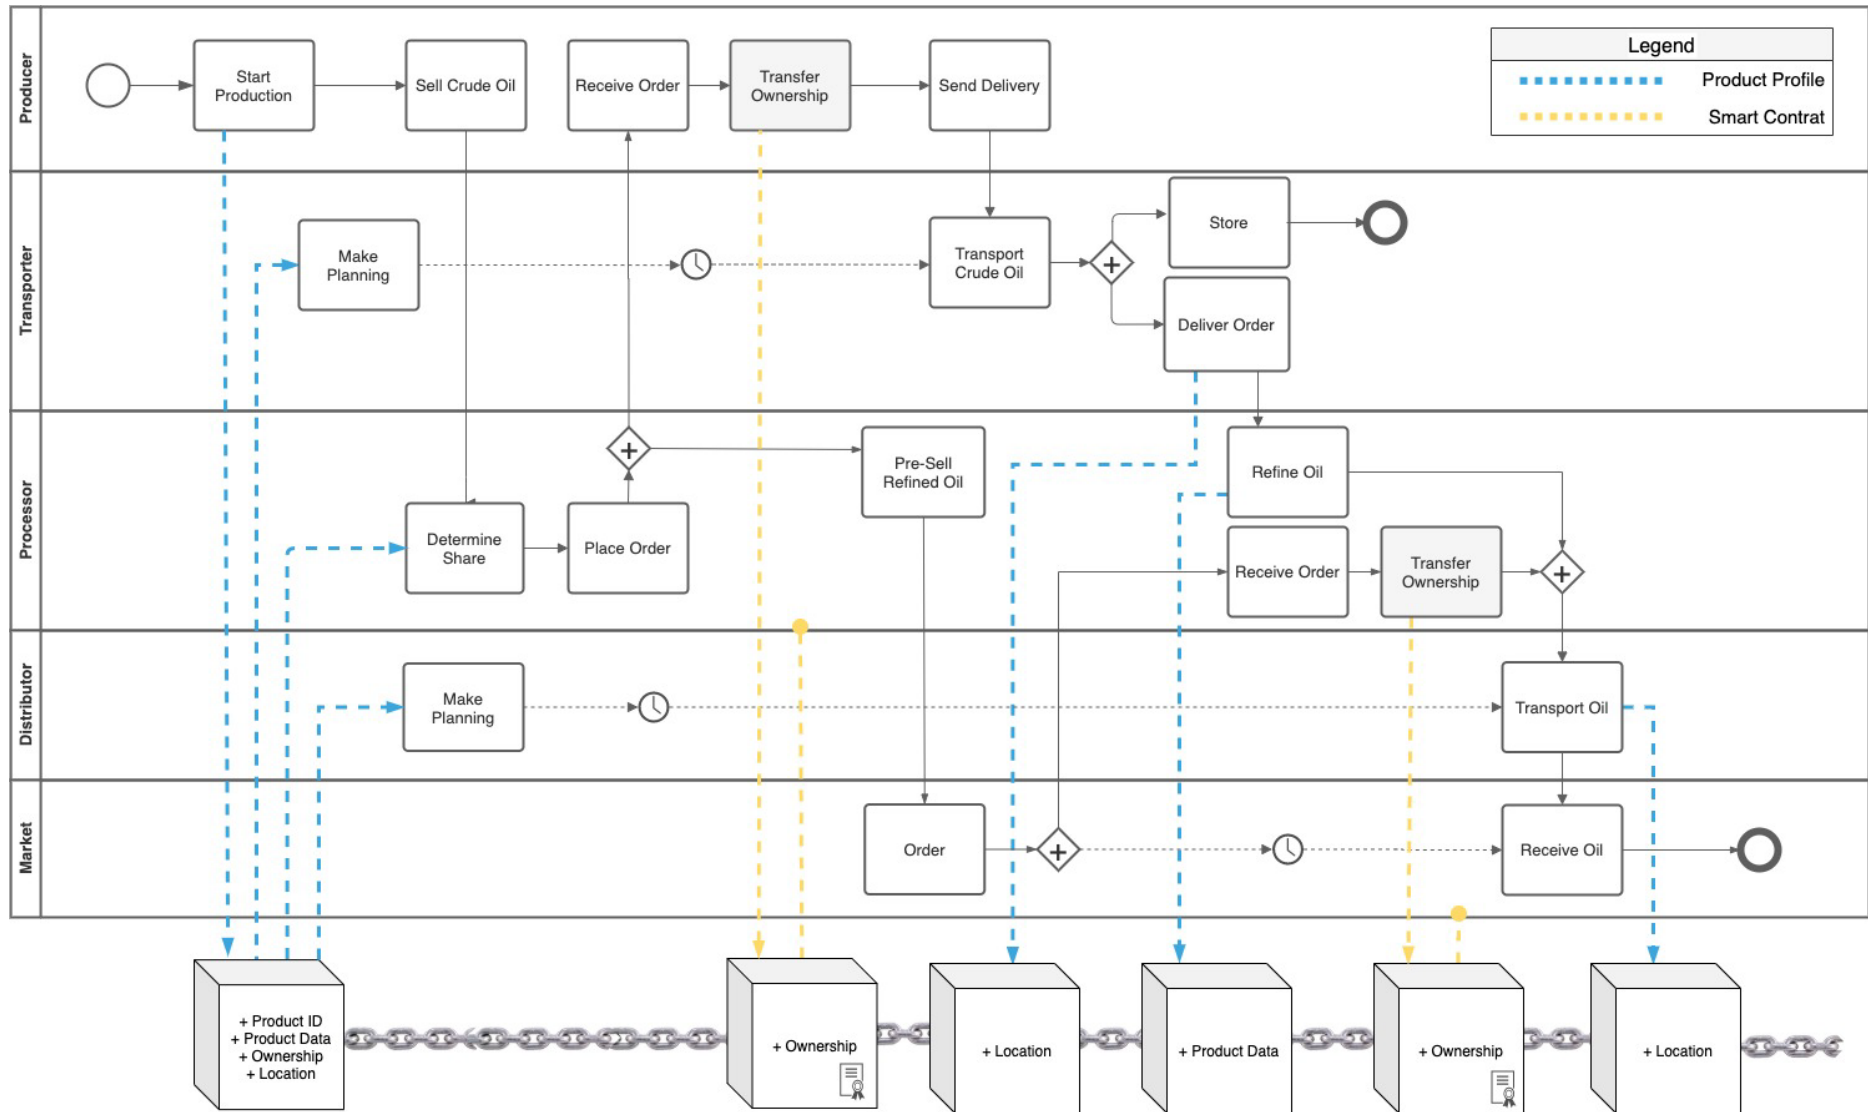 Legend
Product Profile
Smart Contrat
Producer
Start
Production
Sell Crude Oil
Receive Order
Transfer
Ownership
Send Delivery
Transporter
Make
Planning
Transport
Crude Oil
Store
Deliver Order
Processor
Determine
Share
Place Order
Pre-Sell
Refined Oil
Refine Oil
Receive Order
Transfer
Ownership
Distributor
Make
Planning
Transport Oil
Market
Order
Receive Oil
+ Product ID
+ Product Data
+ Ownership
+ Location
+ Ownership
+ Location
+ Product Data
+ Ownership
+ Location